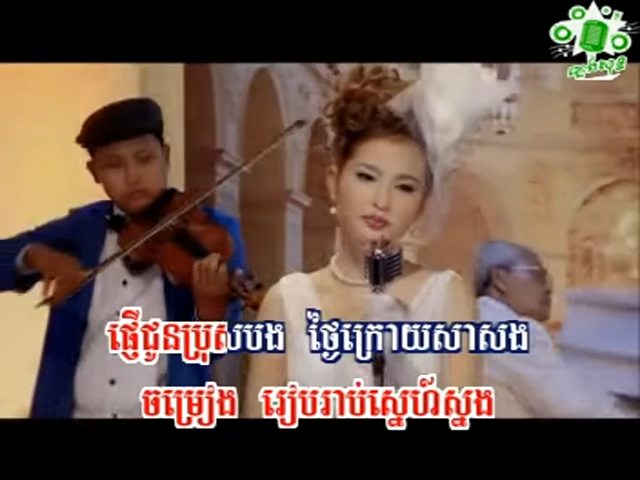 ផ្ញើជូនប្រុសបង ថ្ងៃក្រោយសាសង
ចម្រៀង រៀបរាប់ស្នេហ៍ស្នង